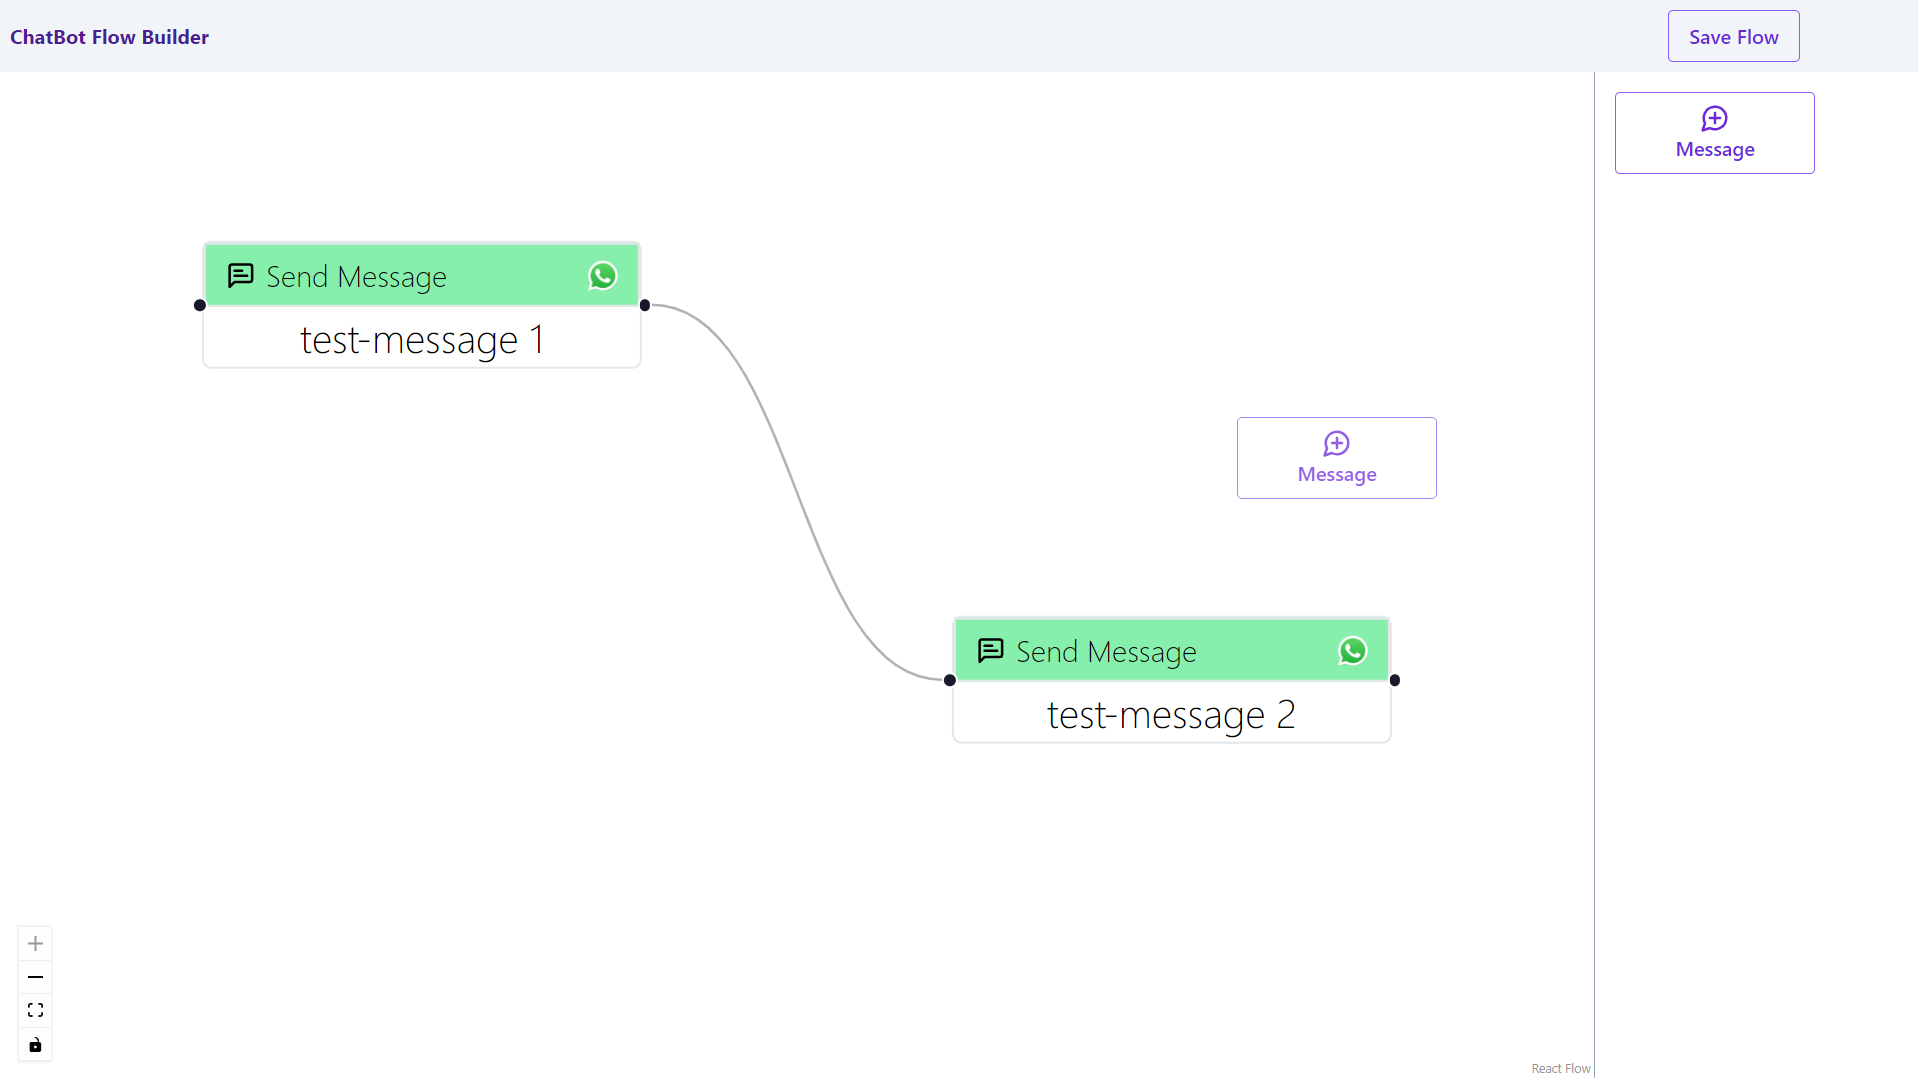 ChatBot Flow Builder
Save Flow
Message
Send Message
test-message 1
Message
Send Message
test-message 2
React Flow